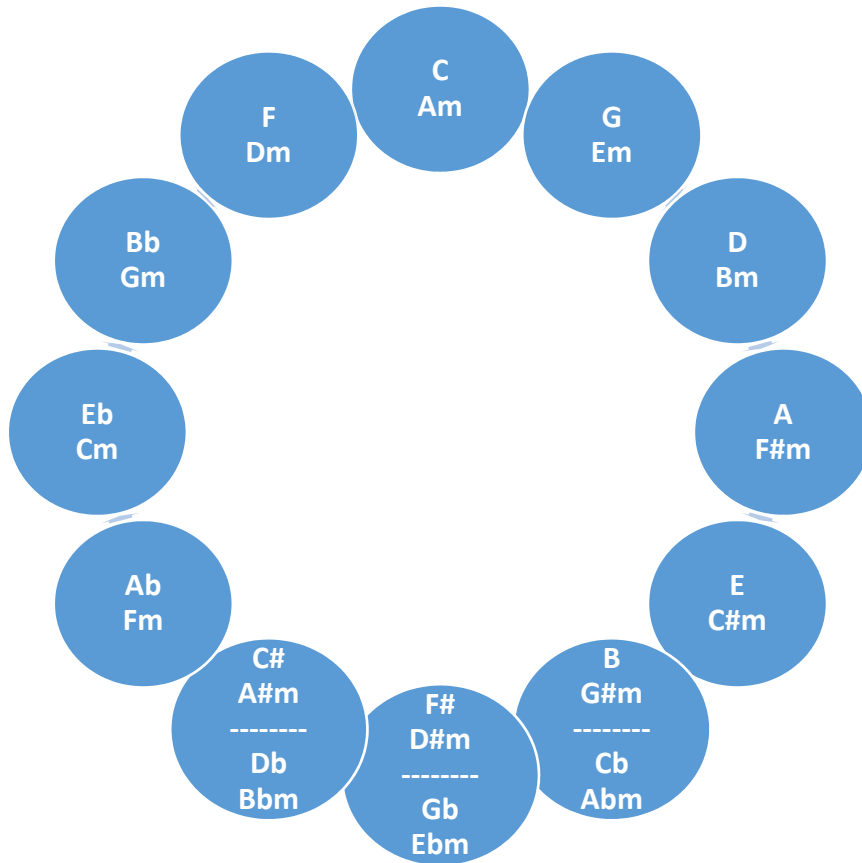 C
Am
G
Em
D
Bm
A
F#m
E
C#m
B
G#m
--------
Cb
Abm
F#
D#m
--------
Gb
Ebm
C#
A#m
--------
Db
Bbm
Ab
Fm
Eb
Cm
Bb
Gm
F
Dm